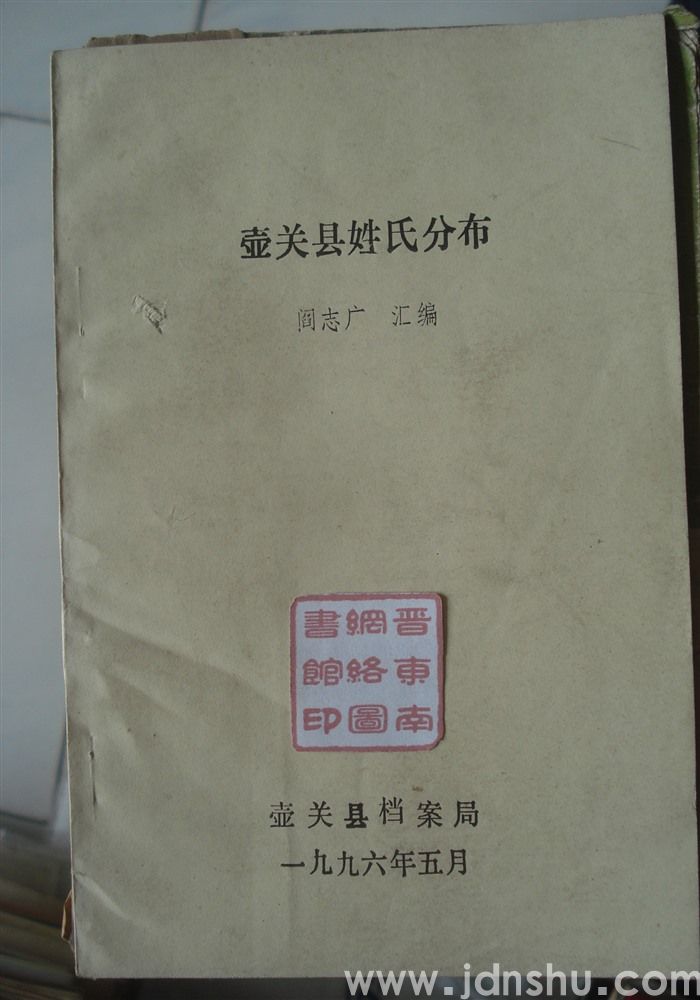 壶关县姓氏分布
阎志广 汇编
晋東南
網絡圖
書館印
壶关县档案局
一九九六年五月
www.jdnshu.com